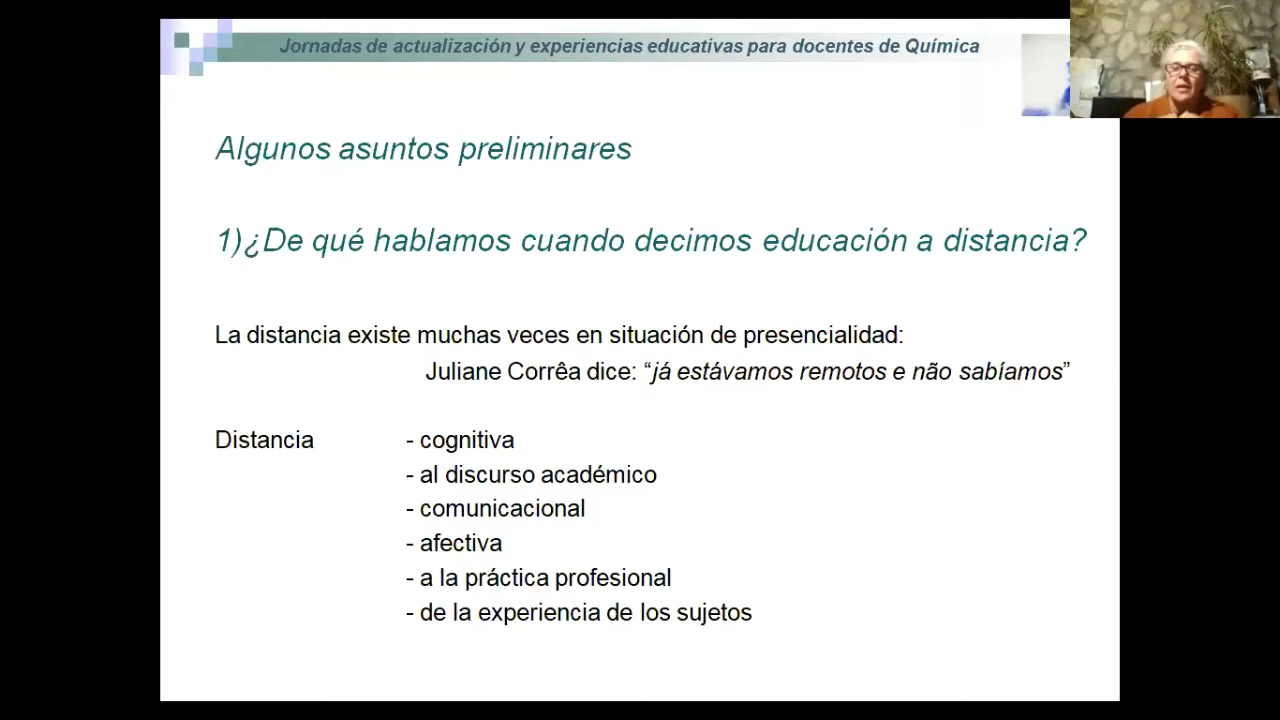 Jornadas de actualización y experiencias educativas para docentes de Química
Algunos asuntos preliminares
1)¿De qué hablamos cuando decimos educación a distancia?
La distancia existe muchas veces en situación de presencialidad:
Juliane Corrêa dice: “já estávamos remotos e não sabíamos”
Distancia - cognitiva
- al discurso académico
- comunicacional
- afectiva
- a la práctica profesional
- de la experiencia de los sujetos